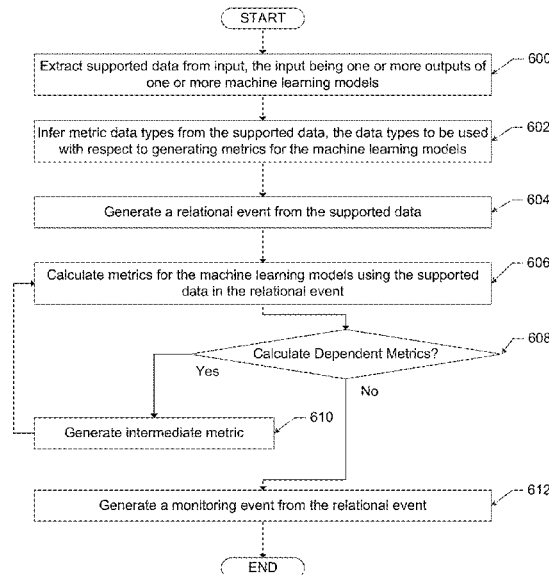 START
Extract supported data from input, the input being one or more outputs of
one or more machine learning models
600
Infer metric data types from the supported data, the data types to be used
with respect to generating metrics for the machine learning models
602
Generate a relational event from the supported data
604
Calculate metrics for the machine learning models using the supported
data in the relational event
606
Calculate Dependent Metrics?
608
Yes
No
Generate intermediate metric
610
Generate a monitoring event from the relational event
612
END